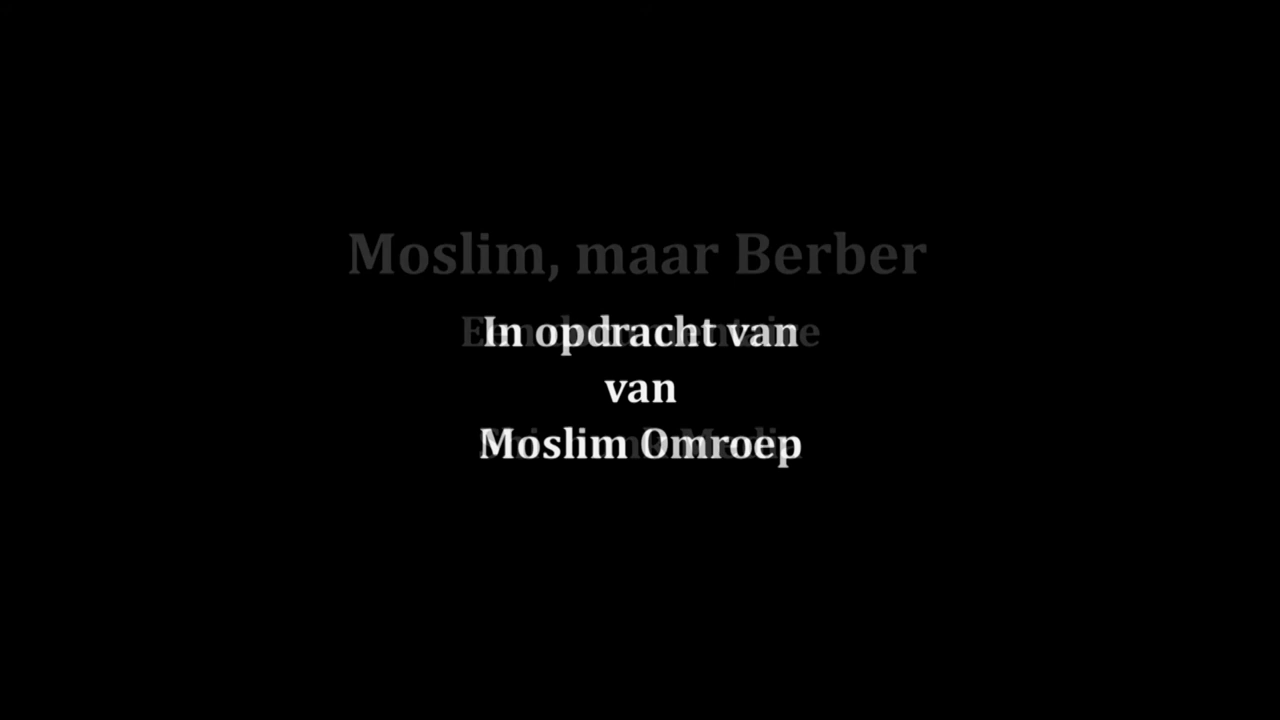 Moslim, maar Berber
In opdracht van
van
Moslim Omroep